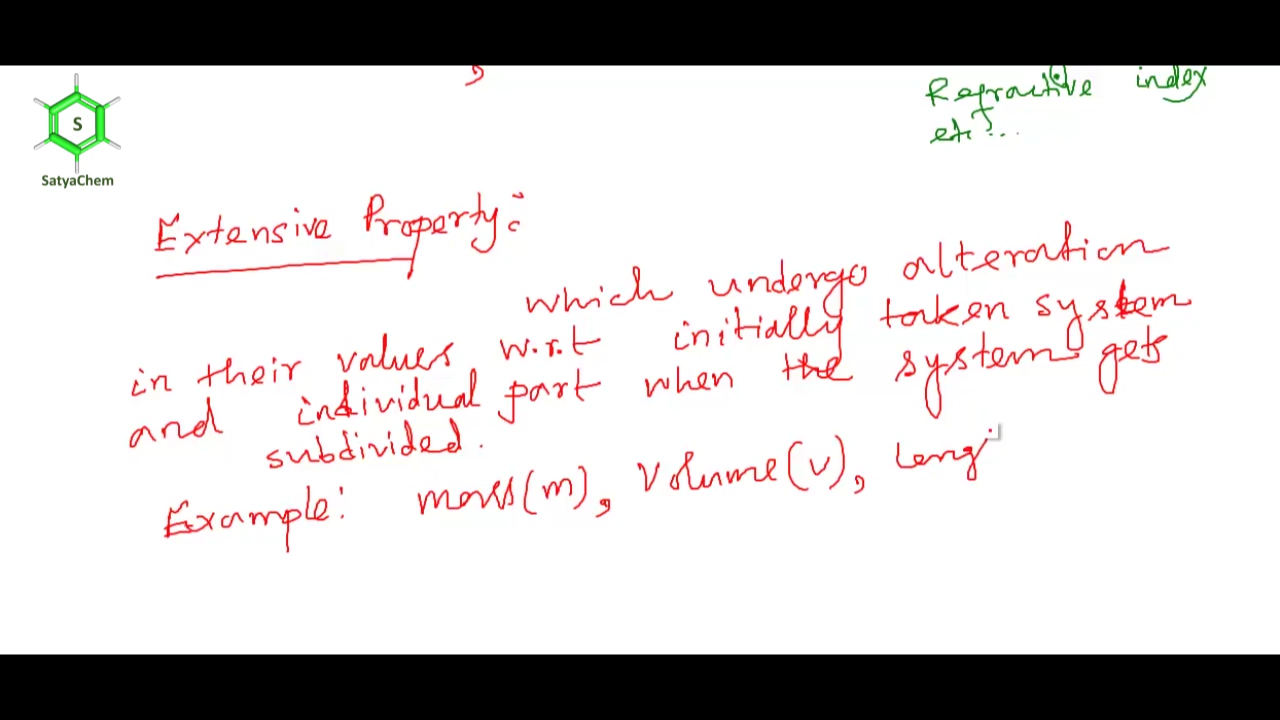 Refractive index
etc...
S
SatyaChem
Extensive Property:
which undergo alteration
in their values w.r.t initially taken system
and individual part when the system gets
subdivided.
Example: mass(m), Volume(v), Leng